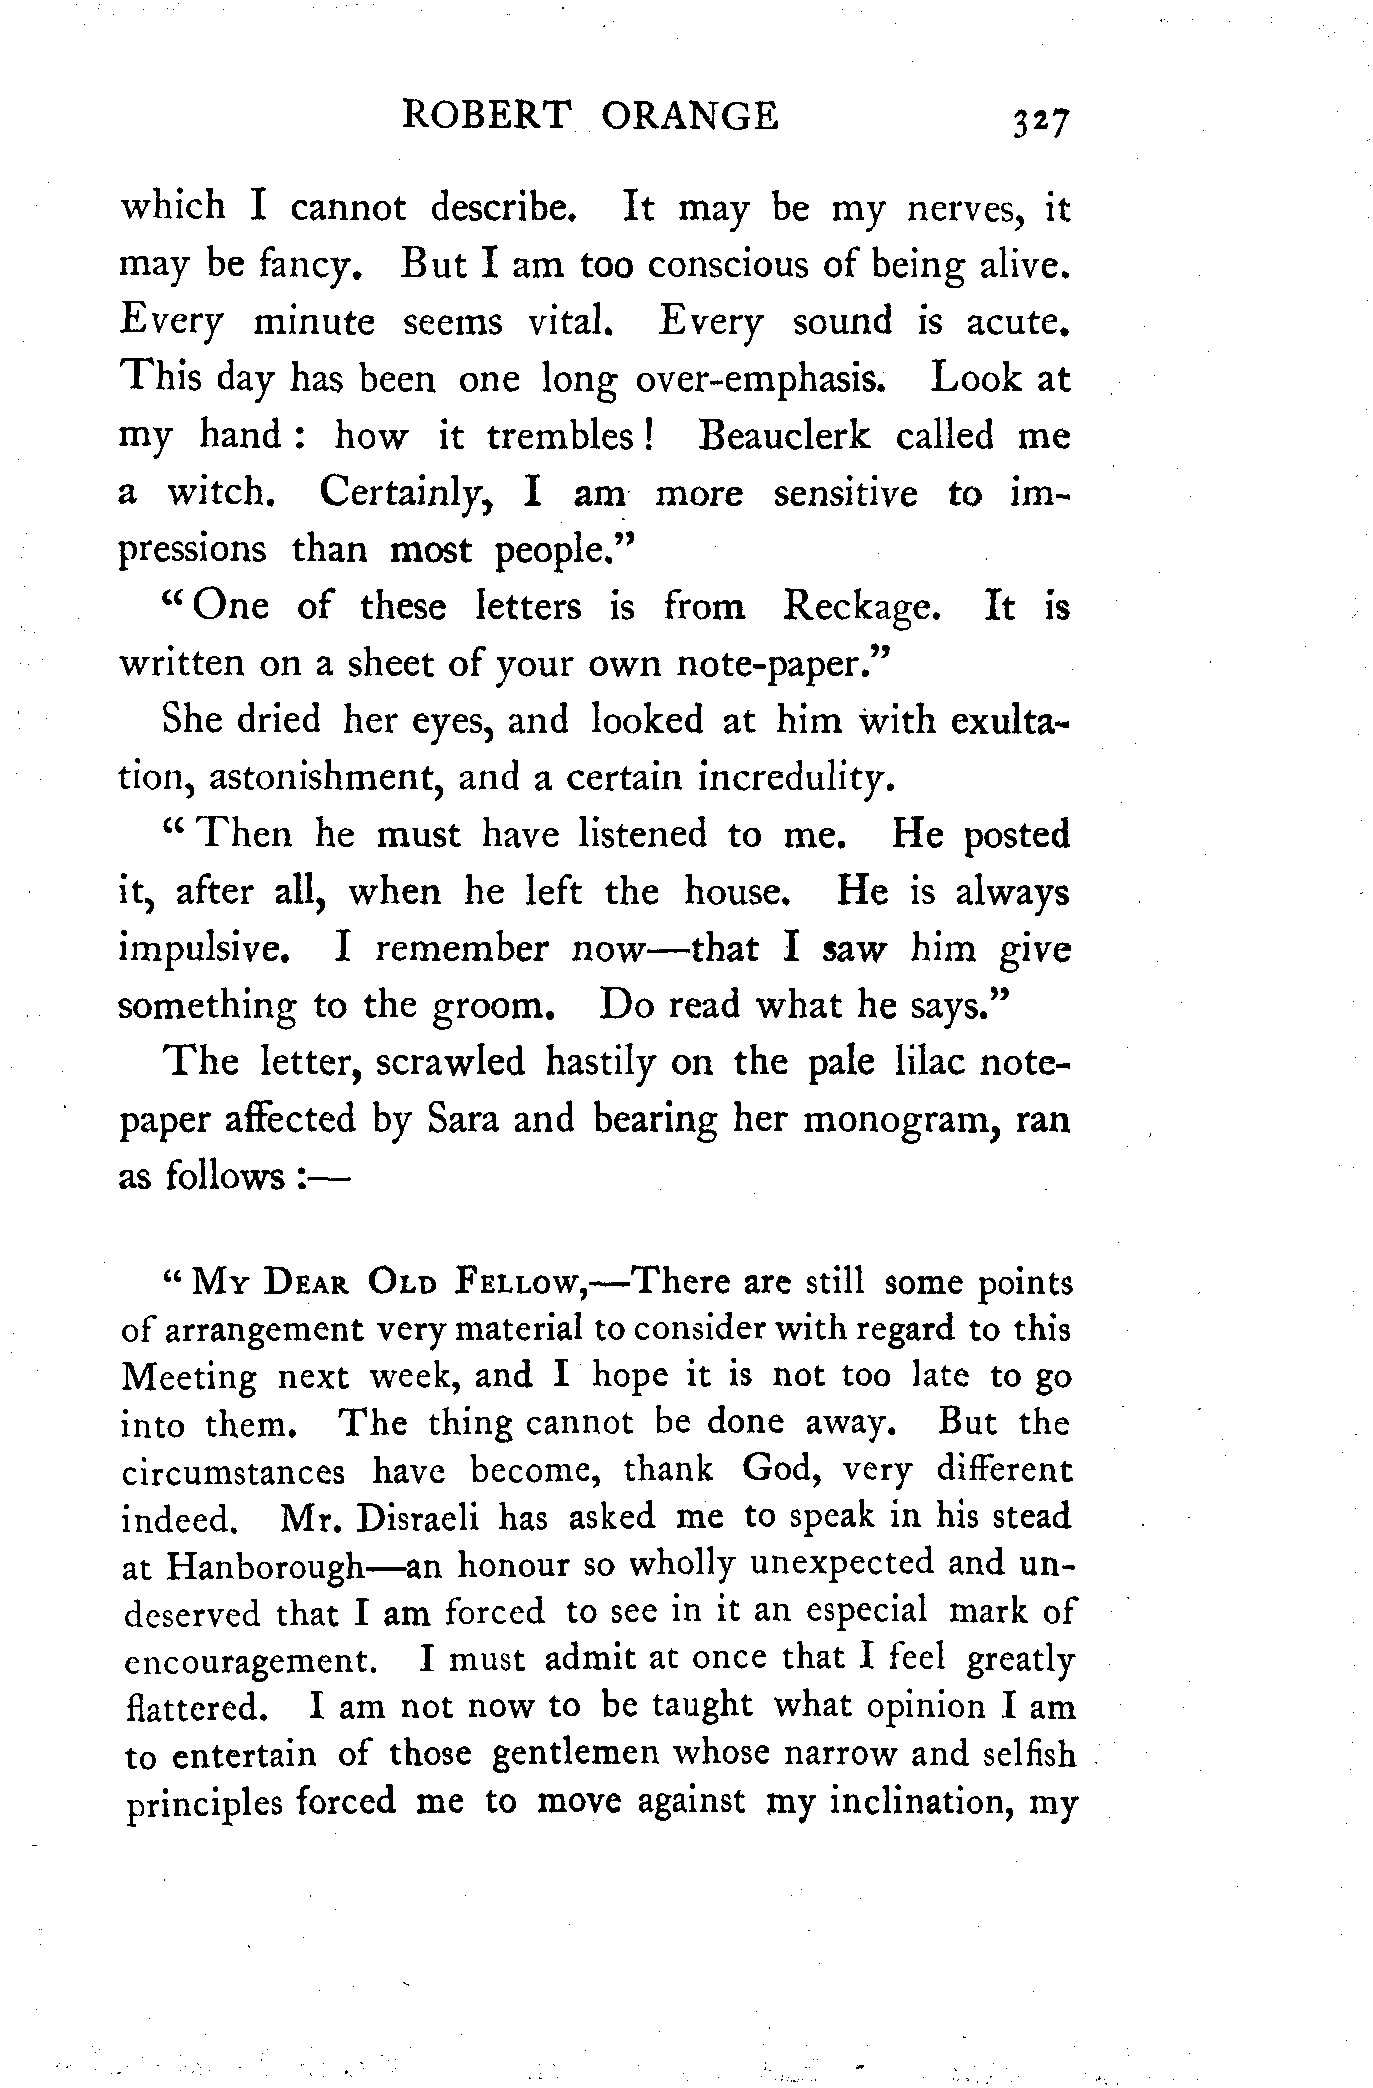 ROBERT ORANGE 327
which I cannot describe. It may be my nerves, it
may be fancy. But I am too conscious of being alive.
Every minute seems vital. Every sound is acute.
This day has been one long over-emphasis. Look at
my hand : how it trembles ! Beauclerk called me
a witch. Certainly, I am more sensitive to im-
pressions than most people.”
“ One of these letters is from Reckage. It is
written on a sheet of your own note-paper.”
She dried her eyes, and looked at him with exulta-
tion, astonishment, and a certain incredulity.
“ Then he must have listened to me. He posted
it, after all, when he left the house. He is always
impulsive. I remember now—that I saw him give
something to the groom. Do read what he says.”
The letter, scrawled hastily on the pale lilac note-
paper affected by Sara and bearing her monogram, ran
as follows :—
“ My Dear Old Fellow,—There are still some points
of arrangement very material to consider with regard to this
Meeting next week, and I hope it is not too late to go
into them. The thing cannot be done away. But the
circumstances have become, thank God, very different
indeed. Mr. Disraeli has asked me to speak in his stead
at Hanborough—an honour so wholly unexpected and un-
deserved that I am forced to see in it an especial mark of
encouragement. I must admit at once that I feel greatly
flattered. I am not now to be taught what opinion I am
to entertain of those gentlemen whose narrow and selfish
principles forced me to move against my inclination, my